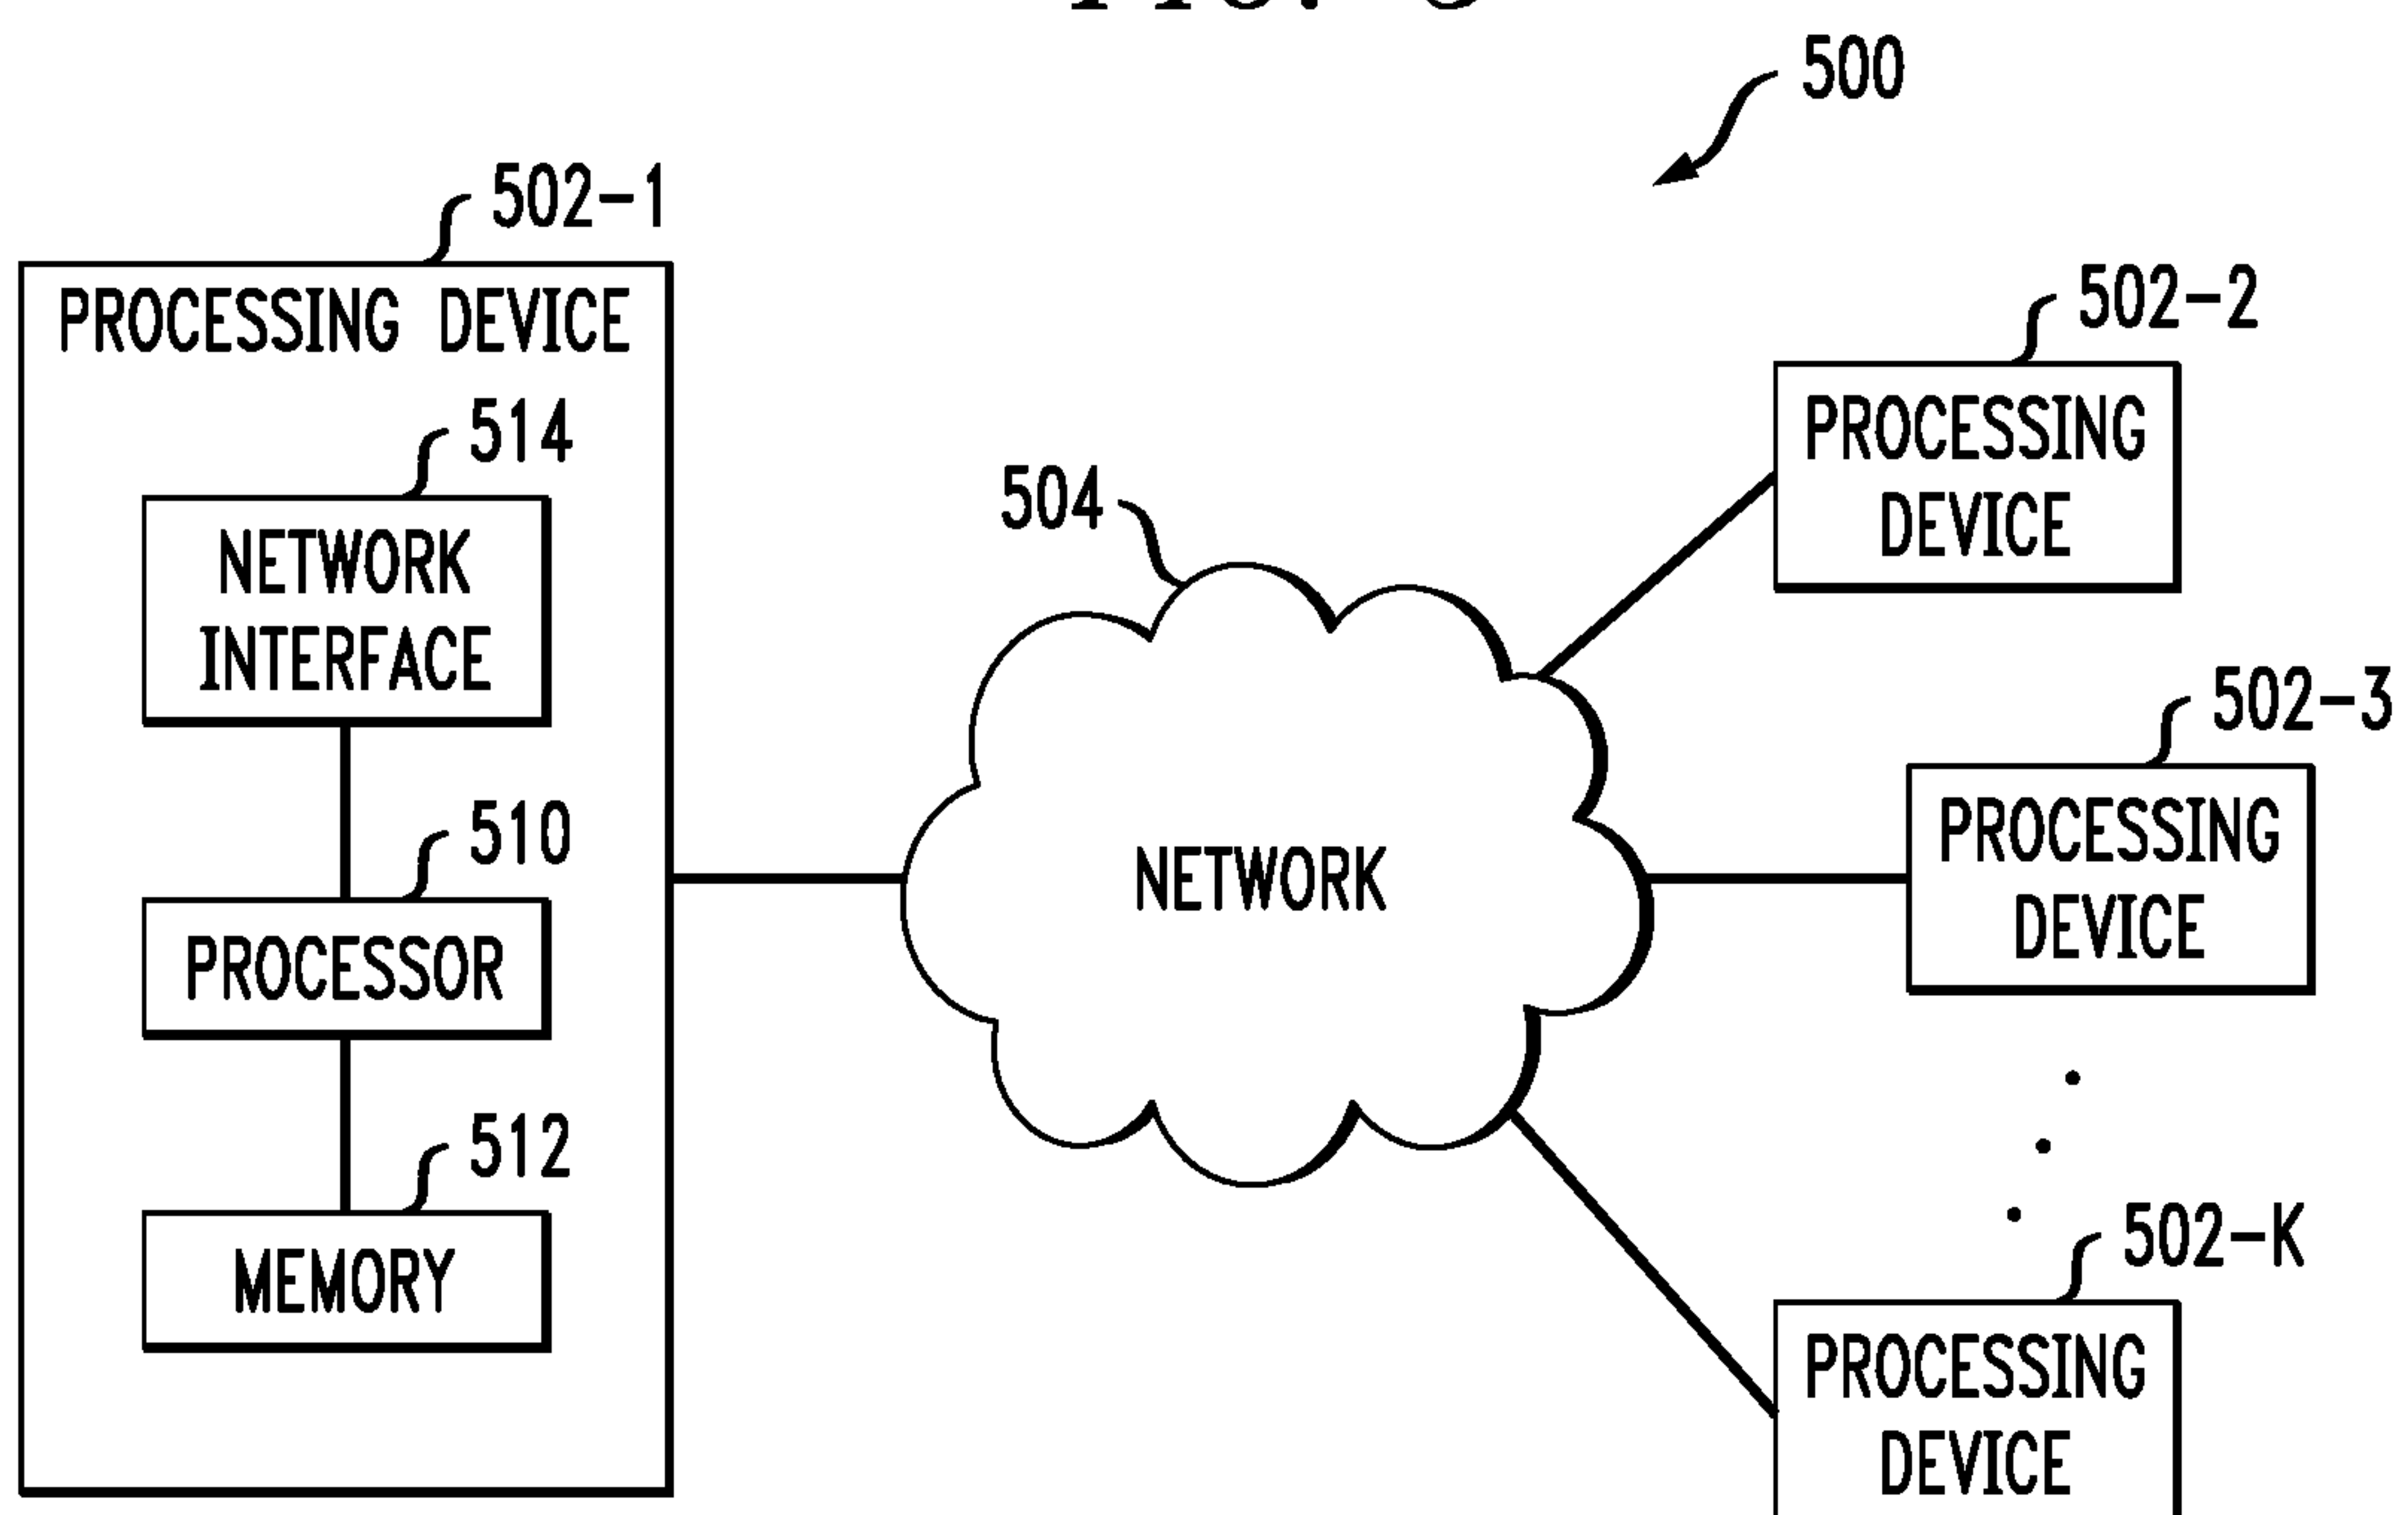 500
502-1
PROCESSING DEVICE
514
NETWORK
INTERFACE
510
PROCESSOR
512
MEMORY
504
NETWORK
502-2
PROCESSING
DEVICE
502-3
PROCESSING
DEVICE
502-K
PROCESSING
DEVICE